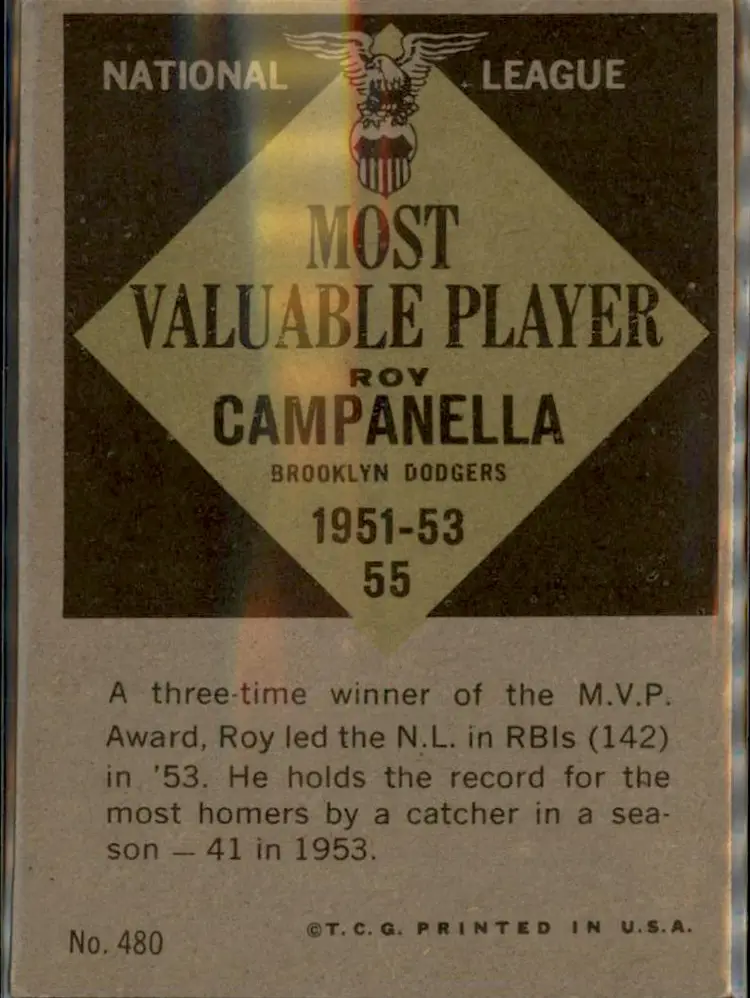 NATIONAL LEAGUE
MOST
VALUABLE PLAYER
ROY
CAMPANELLA
BROOKLYN DODGERS
1951-53
55
A three-time winner of the M.V.P.
Award, Roy led the N.L. in RBIs (142)
in '53. He holds the record for the
most homers by a catcher in a sea-
son — 41 in 1953.
No. 480
©T.C.G. PRINTED IN U.S.A.